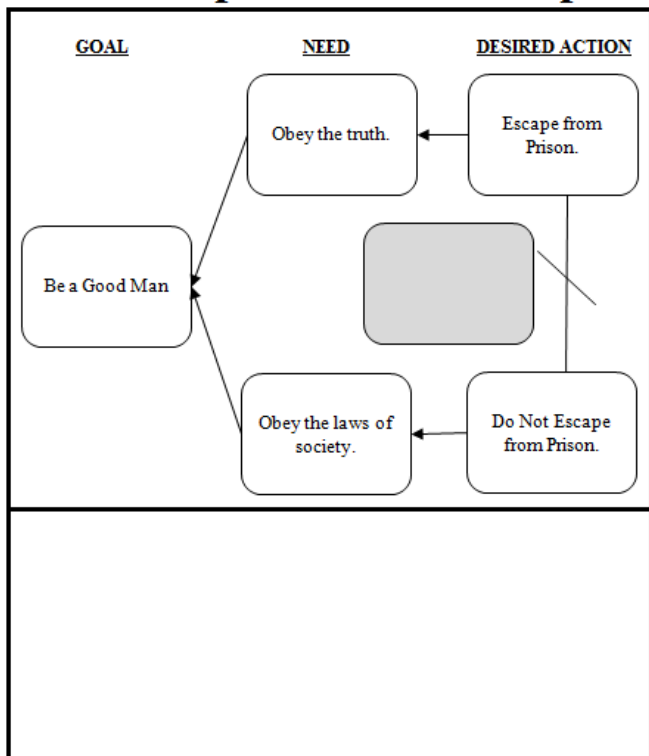 GOAL
NEED
DESIRED ACTION
Obey the truth.
Escape from
Prison.
Be a Good Man
Obey the laws of
society.
Do Not Escape
from Prison.